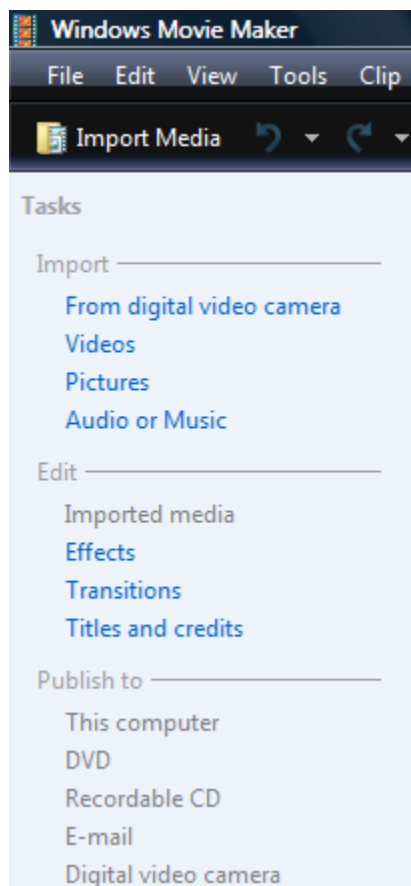 Windows Movie Maker
File Edit View Tools Clip
Import Media
Tasks
Import
From digital video camera
Videos
Pictures
Audio or Music
Edit
Imported media
Effects
Transitions
Titles and credits
Publish to
This computer
DVD
Recordable CD
E-mail
Digital video camera